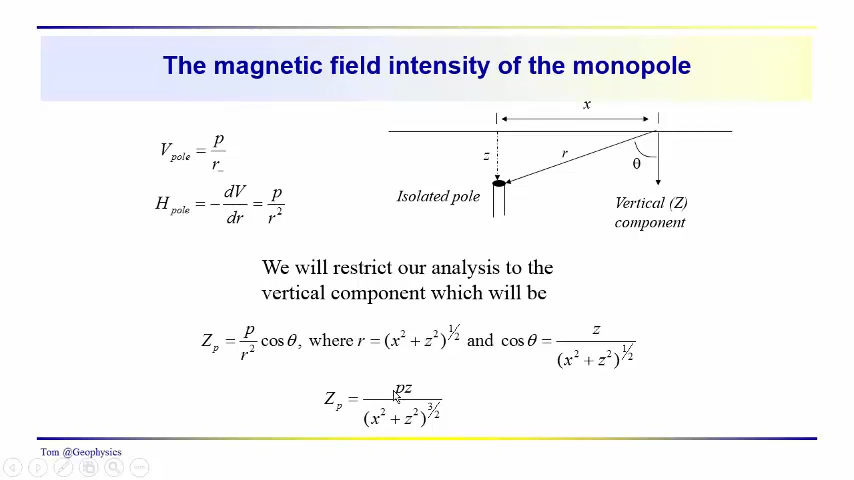 The magnetic field intensity of the monopole
x
V_pole = p/r
z
r
θ
H_pole = − dV/dr = p/r²
Isolated pole
Vertical (Z)
component
We will restrict our analysis to the
vertical component which will be
Z_p = p/r² cos θ, where r = (x² + z²)^½ and cos θ = z/(x² + z²)^½
Z_p = pz/(x² + z²)^3/2
Tom @Geophysics